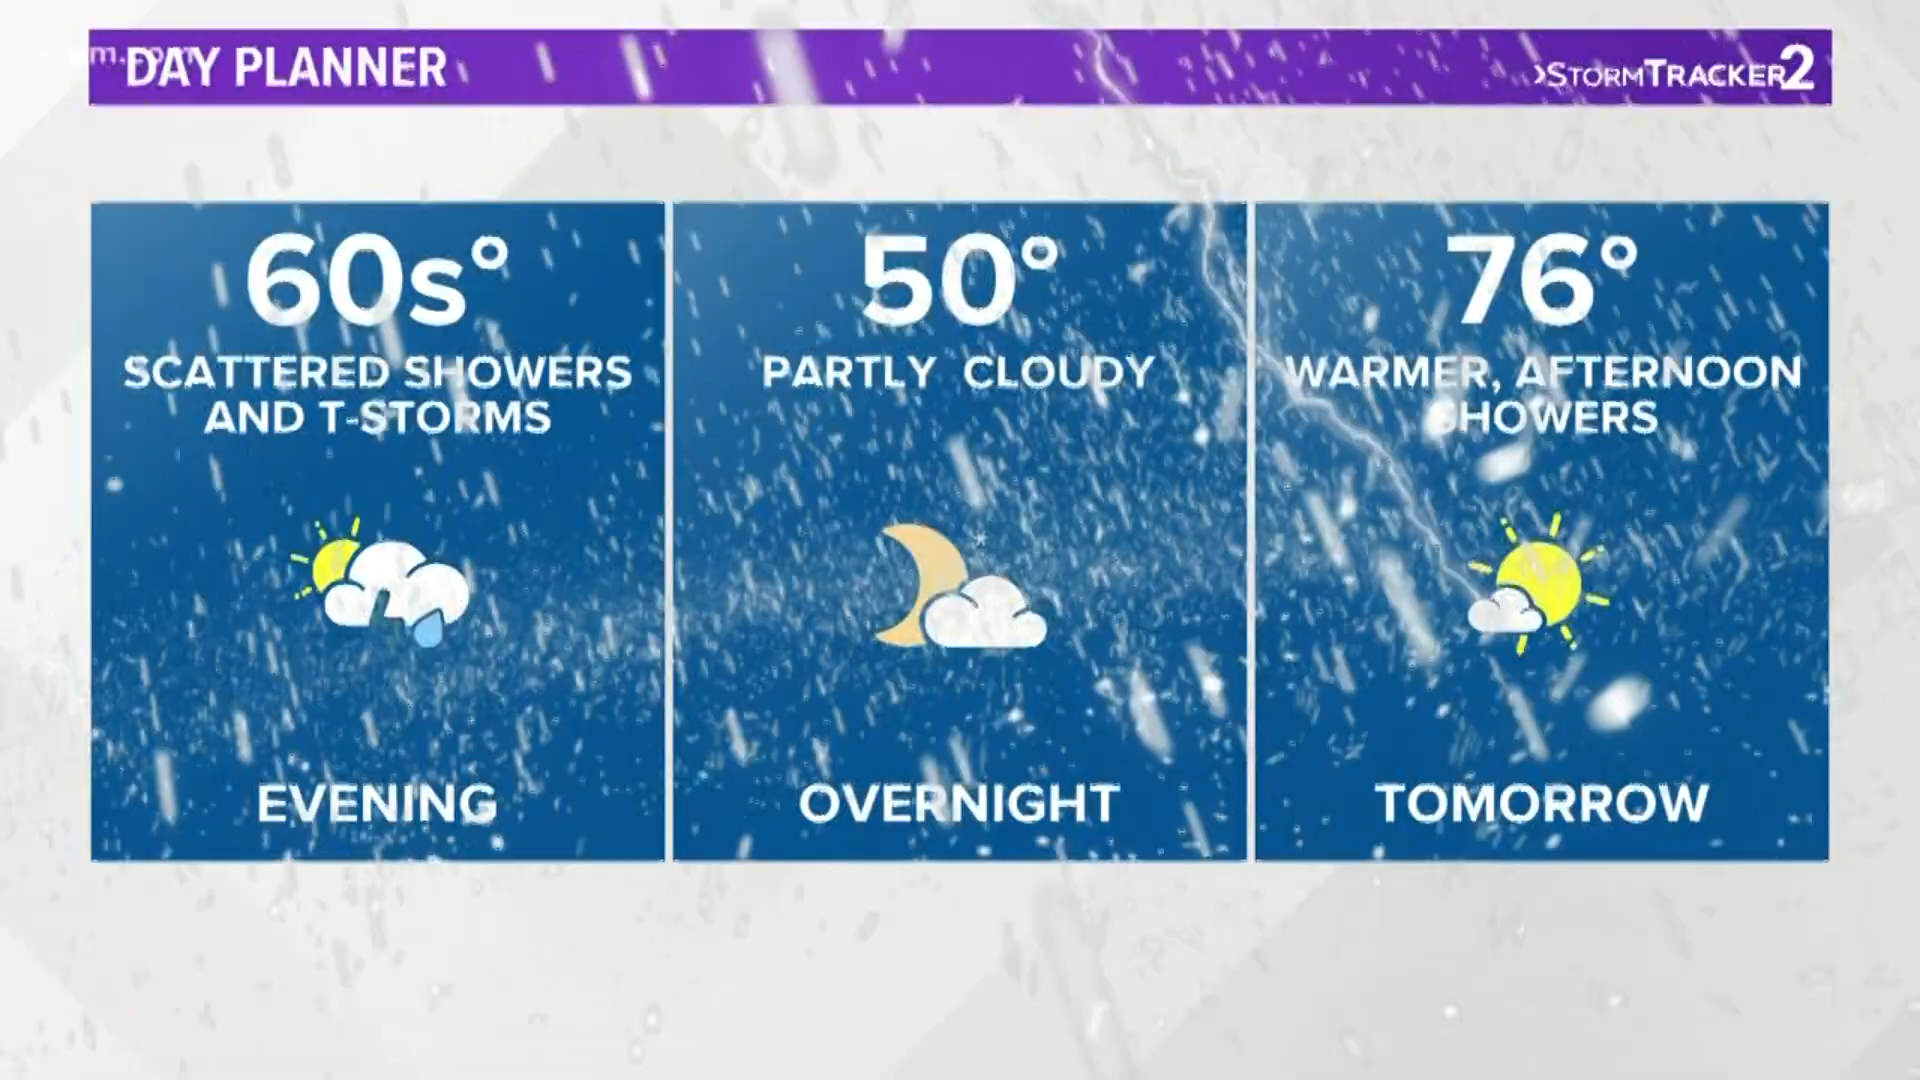 DAY PLANNER
STORMTRACKER2
60s°
SCATTERED SHOWERS
AND T-STORMS
EVENING
50°
PARTLY CLOUDY
OVERNIGHT
76°
WARMER, AFTERNOON
SHOWERS
TOMORROW